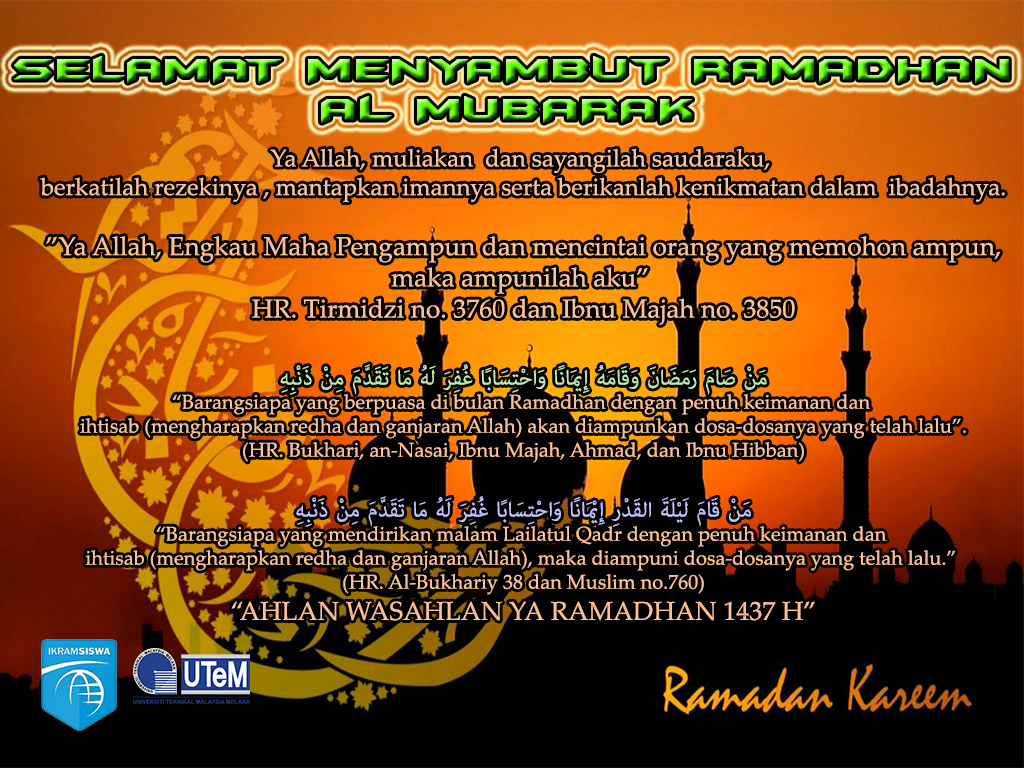 SELAMAT MENYAMBUT RAMADHAN
AL MUBARAK
Ya Allah, muliakan dan sayangilah saudaraku,
berkatilah rezekinya , mantapkan imannya serta berikanlah kenikmatan dalam ibadahnya.
"Ya Allah, Engkau Maha Pengampun dan mencintai orang yang memohon ampun,
maka ampunilah aku"
HR. Tirmidzi no. 3760 dan Ibnu Majah no. 3850
مَنْ صَامَ رَمَضَانَ وَقَامَهُ إِيمَانًا وَاحْتِسَابًا غُفِرَ لَهُ مَا تَقَدَّمَ مِنْ ذَنْبِهِ
“Barangsiapa yang berpuasa di bulan Ramadhan dengan penuh keimanan dan
ihtisab (mengharapkan redha dan ganjaran Allah) akan diampunkan dosa-dosanya yang telah lalu”.
(HR. Bukhari, an-Nasai, Ibnu Majah, Ahmad, dan Ibnu Hibban)
مَنْ قَامَ لَيْلَةَ القَدْرِ إِيْمَانًا وَاحْتِسَابًا غُفِرَ لَهُ مَا تَقَدَّمَ مِنْ ذَنْبِهِ
“Barangsiapa yang mendirikan malam Lailatul Qadr dengan penuh keimanan dan
ihtisab (mengharapkan redha dan ganjaran Allah), maka diampuni dosa-dosanya yang telah lalu.”
(HR. Al-Bukhariy 38 dan Muslim no.760)
“AHLAN WASAHLAN YA RAMADHAN 1437 H”
IKRAMSISWA
UTeM
UNIVERSITI TEKNIKAL MALAYSIA MELAKA
Ramadan Kareem